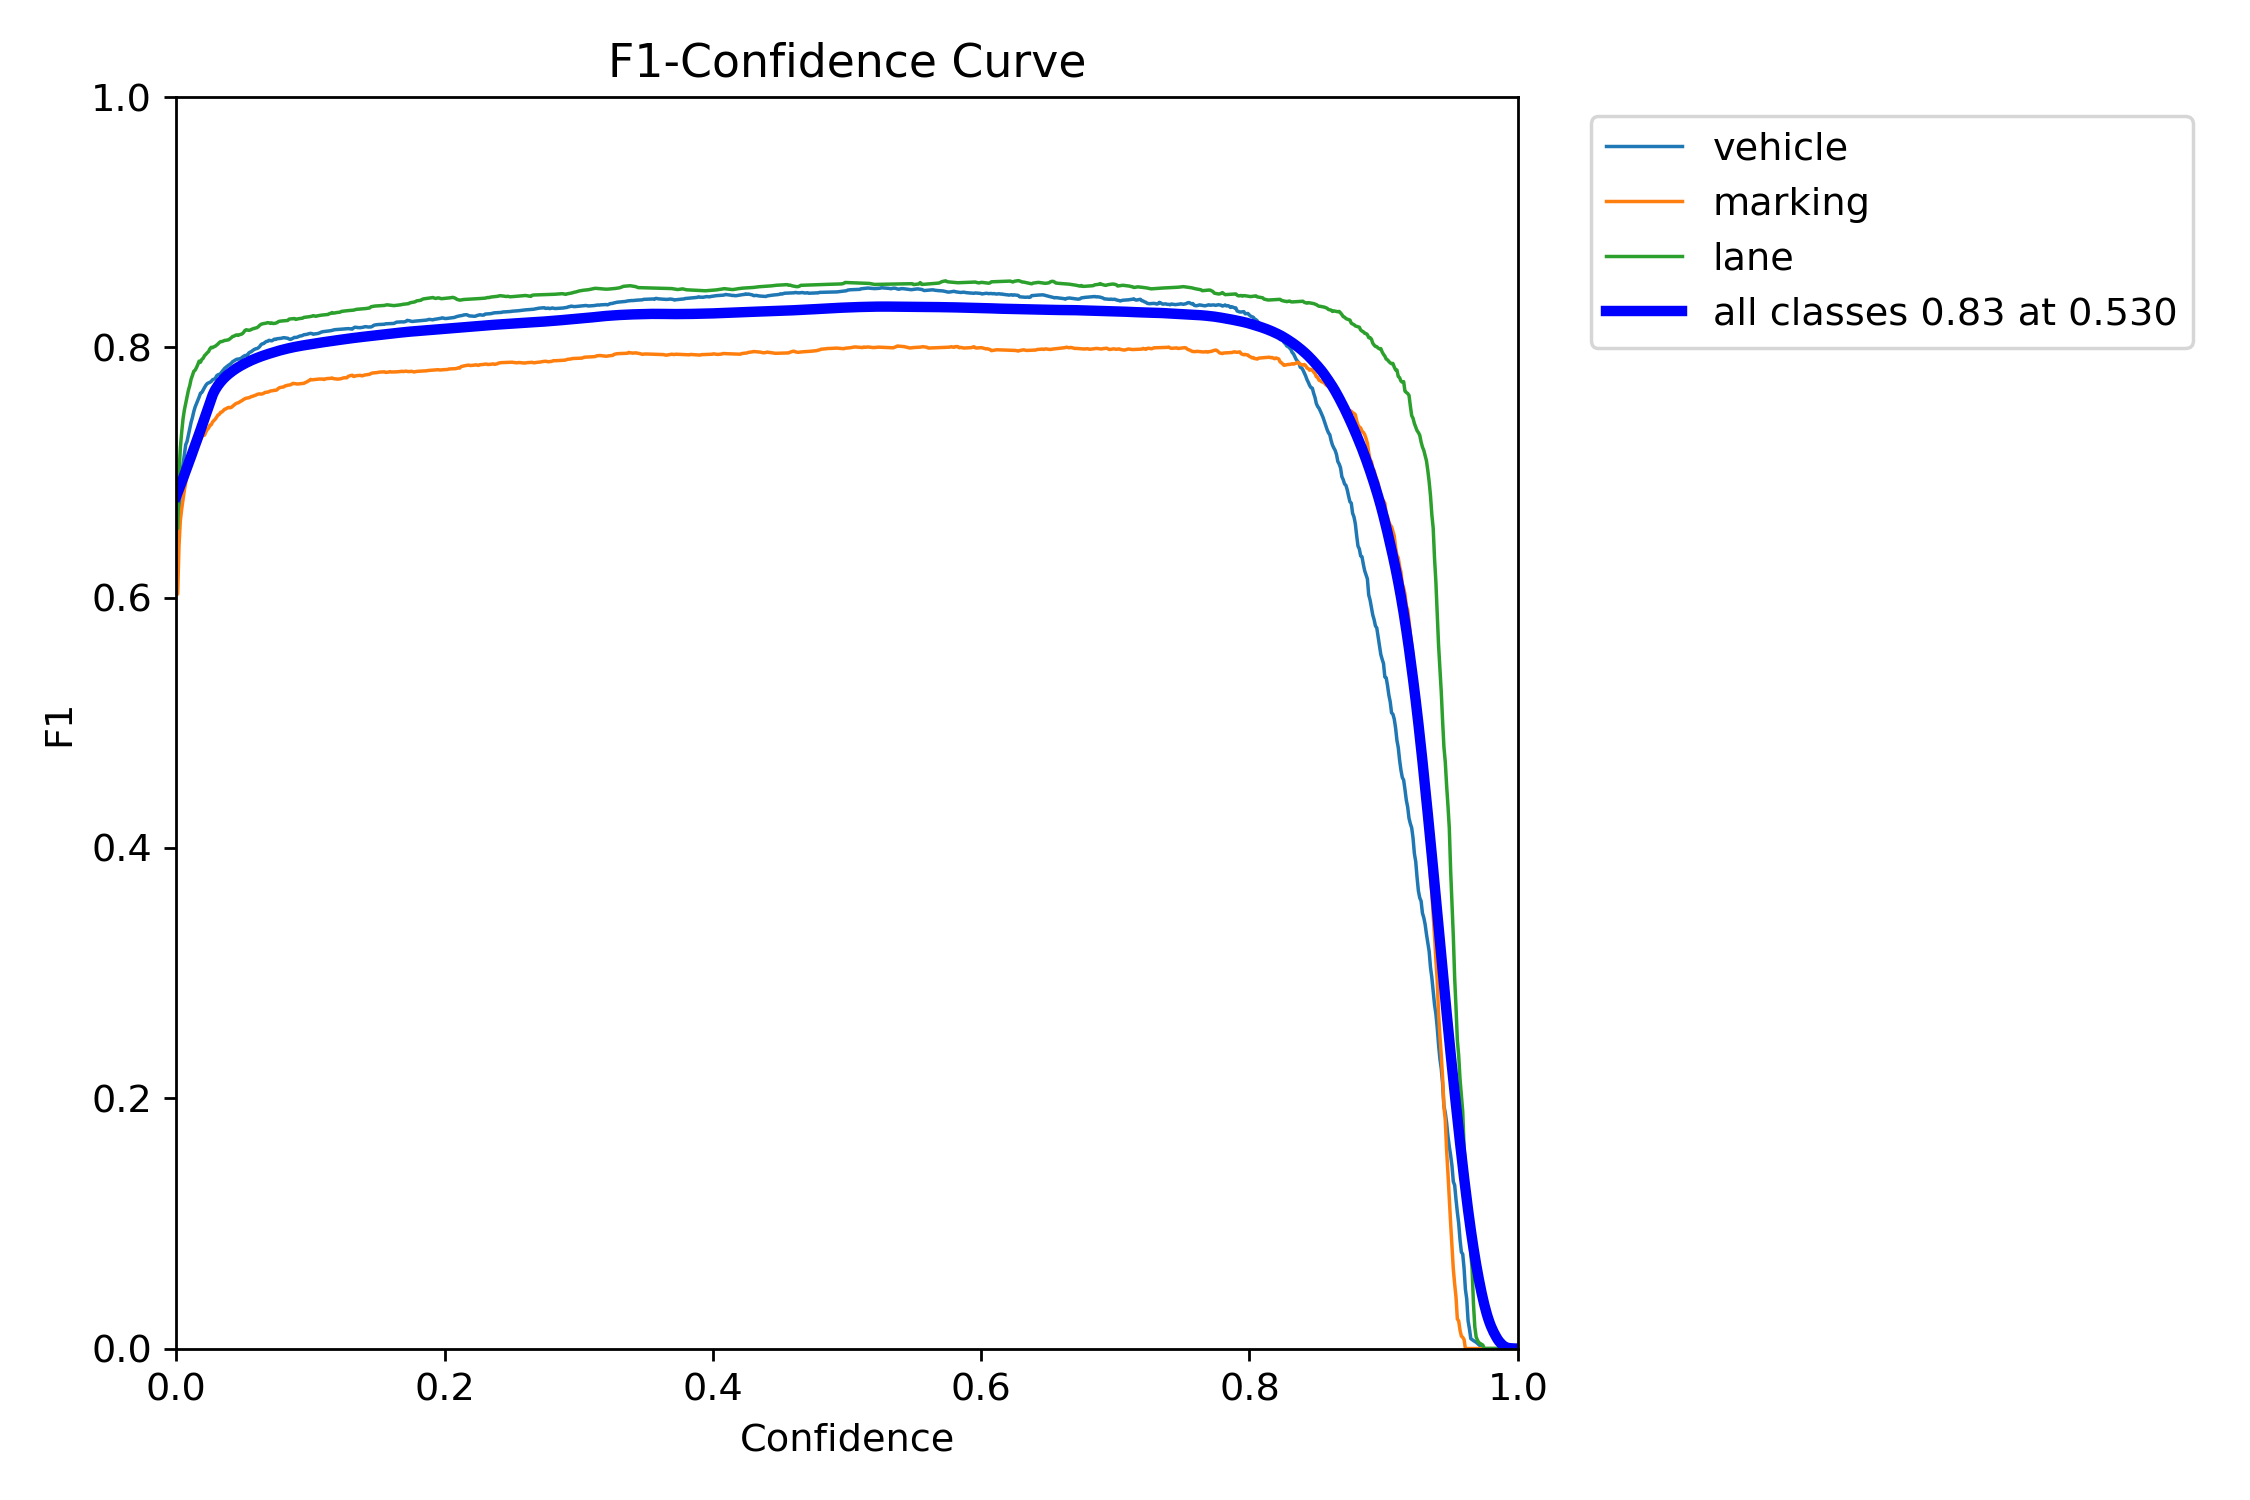 F1-Confidence Curve
1.0
0.8
0.6
0.4
0.2
0.0
F1
0.0 0.2 0.4 0.6 0.8 1.0
Confidence
vehicle
marking
lane
all classes 0.83 at 0.530